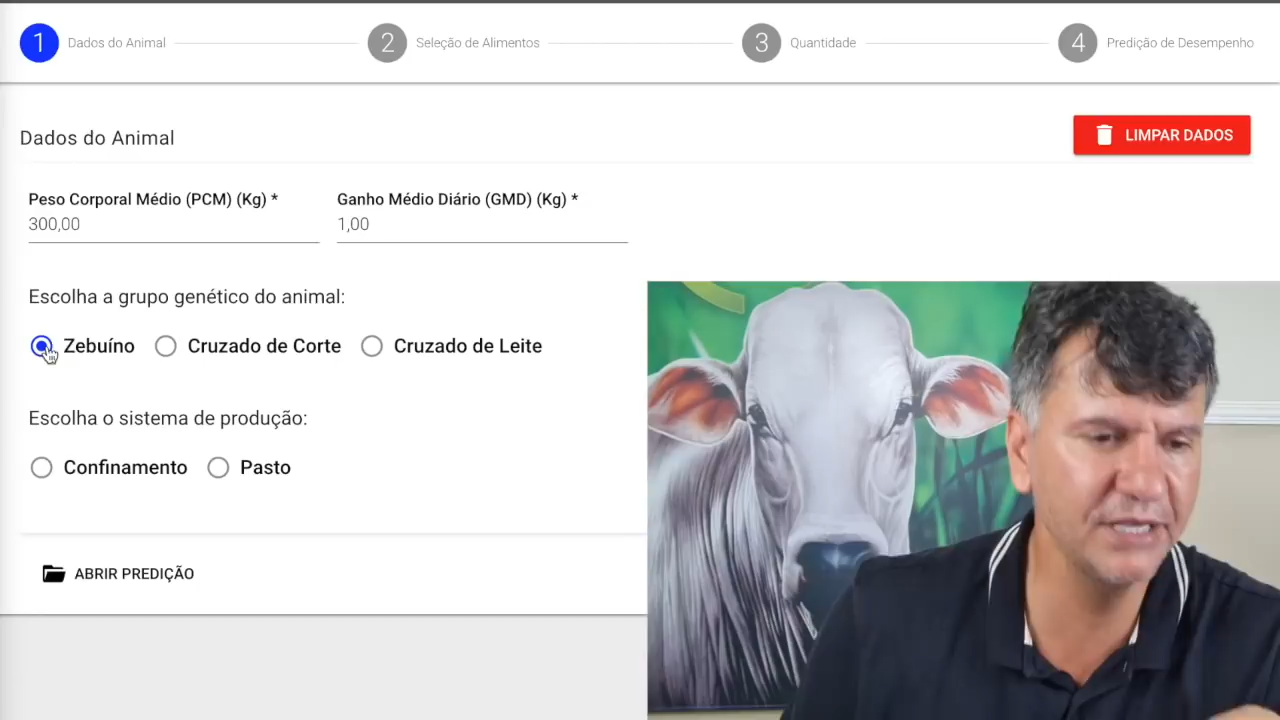 1 Dados do Animal 2 Seleção de Alimentos 3 Quantidade 4 Predição de Desempenho
Dados do Animal
LIMPAR DADOS
Peso Corporal Médio (PCM) (Kg) * Ganho Médio Diário (GMD) (Kg) *
300,00 1,00
Escolha a grupo genético do animal:
Zebuíno Cruzado de Corte Cruzado de Leite
Escolha o sistema de produção:
Confinamento Pasto
ABRIR PREDIÇÃO